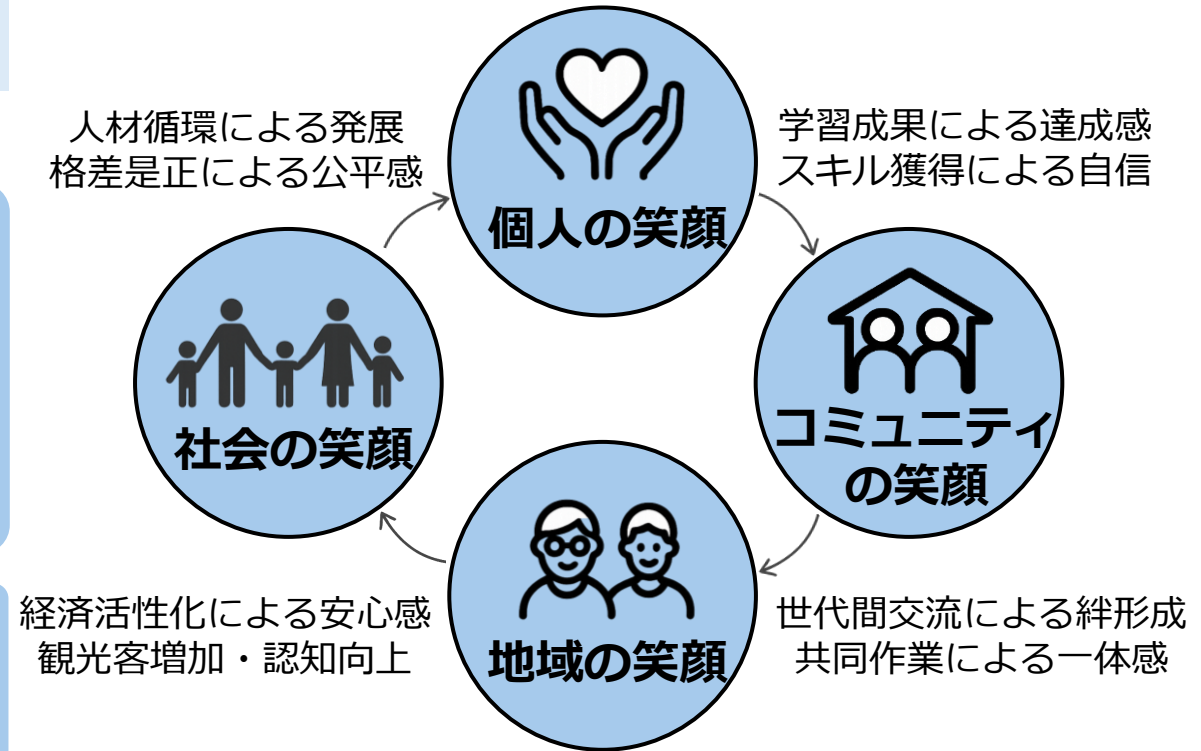 人材循環による発展
格差是正による公平感
学習成果による達成感
スキル獲得による自信
個人の笑顔
社会の笑顔
コミュニティ
の笑顔
地域の笑顔
経済活性化による安心感
観光客増加・認知向上
世代間交流による絆形成
共同作業による一体感